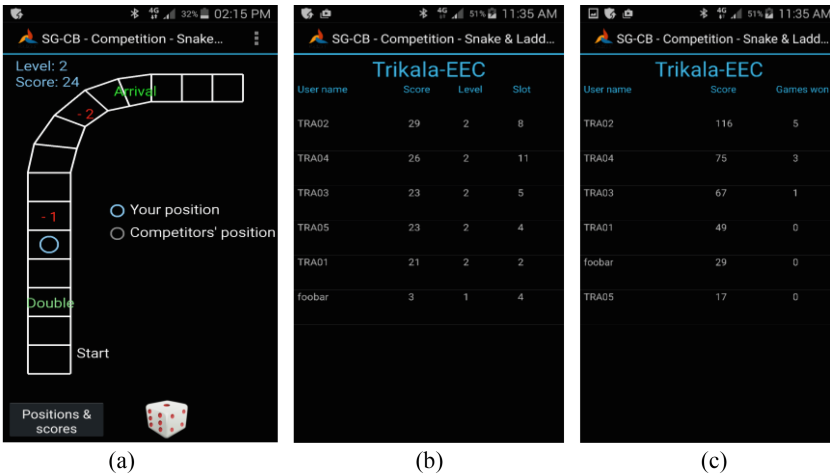 4G 32% 02:15 PM
SG-CB - Competition - Snake...
Level: 2
Score: 24
Arrival
- 2
- 1
Your position
Competitors' position
Double
Start
Positions &
scores
(a)
4G 51% 11:35 AM
SG-CB - Competition - Snake & Ladd...
Trikala-EEC
User name Score Level Slot
TRA02 29 2 8
TRA04 26 2 11
TRA03 23 2 5
TRA05 23 2 4
TRA01 21 2 2
foobar 3 1 4
(b)
4G 51% 11:35 AM
SG-CB - Competition - Snake & Ladd...
Trikala-EEC
User name Score Games won
TRA02 116 5
TRA04 75 3
TRA03 67 1
TRA01 49 0
foobar 29 0
TRA05 17 0
(c)